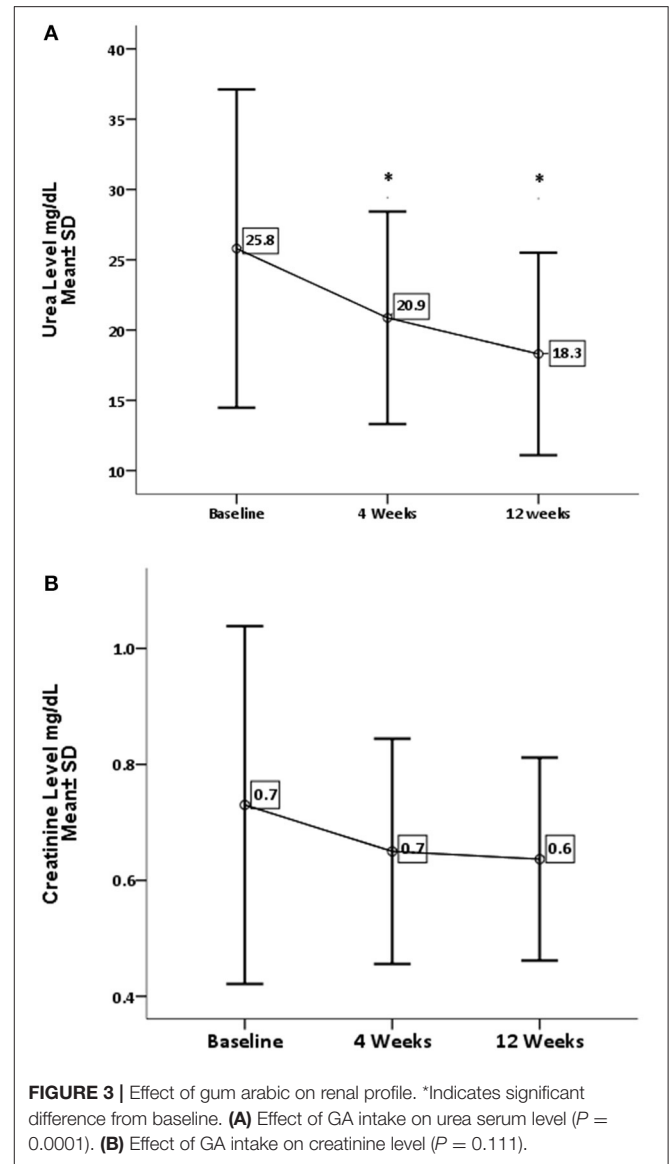 A
40
35
30
25
20
15
10
Urea Level mg/dL
Mean± SD
*
*
25.8
20.9
18.3
Baseline
4 Weeks
12 weeks
B
1.0
0.8
0.6
0.4
Creatinine Level mg/dL
Mean± SD
0.7
0.7
0.6
Baseline
4 Weeks
12 Weeks
FIGURE 3 | Effect of gum arabic on renal profile. *Indicates significant
difference from baseline. (A) Effect of GA intake on urea serum level (P =
0.0001). (B) Effect of GA intake on creatinine level (P = 0.111).